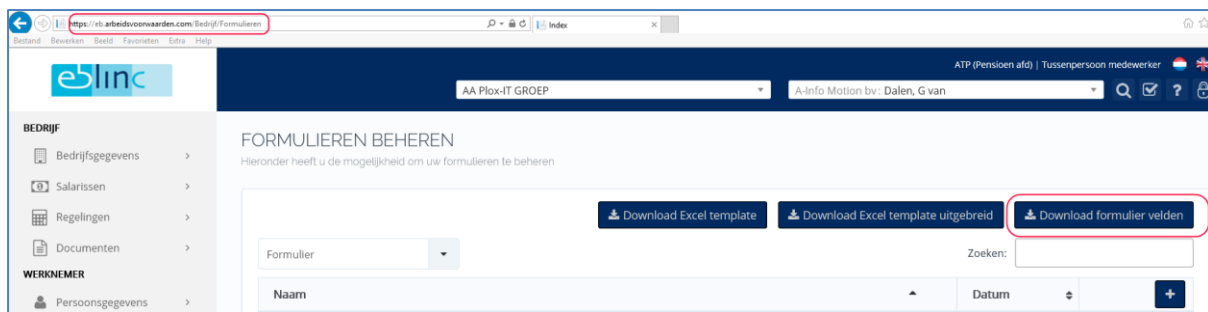 https://eb.arbeidsvoorwaarden.com/Bedrijf/Formulieren Index
Bestand Bewerken Beeld Favorieten Extra Help
eblinc
ATP (Pensioen afd) | Tussenpersoon medewerker
AA Plox-IT GROEP A-Info Motion bv: Dalen, G van ?
BEDRIJF
Bedrijfsgegevens
Salarissen
Regelingen
Documenten
WERKNEMER
Persoonsgegevens
FORMULIEREN BEHEREN
Hieronder heeft u de mogelijkheid om uw formulieren te beheren
Download Excel template Download Excel template uitgebreid Download formulier velden
Formulier Zoeken:
Naam Datum +